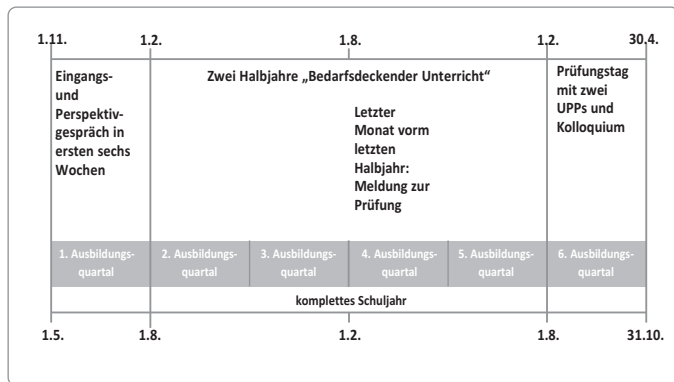 1.11. 1.2. 1.8. 1.2. 30.4.
Eingangs-
und
Perspektiv-
gespräch in
ersten sechs
Wochen
Zwei Halbjahre „Bedarfsdeckender Unterricht“
Letzter
Monat vorm
letzten
Halbjahr:
Meldung zur
Prüfung
Prüfungstag
mit zwei
UPPs und
Kolloquium
1. Ausbildungs-
quartal
2. Ausbildungs-
quartal
3. Ausbildungs-
quartal
4. Ausbildungs-
quartal
5. Ausbildungs-
quartal
6. Ausbildungs-
quartal
komplettes Schuljahr
1.5. 1.8. 1.2. 1.8. 31.10.